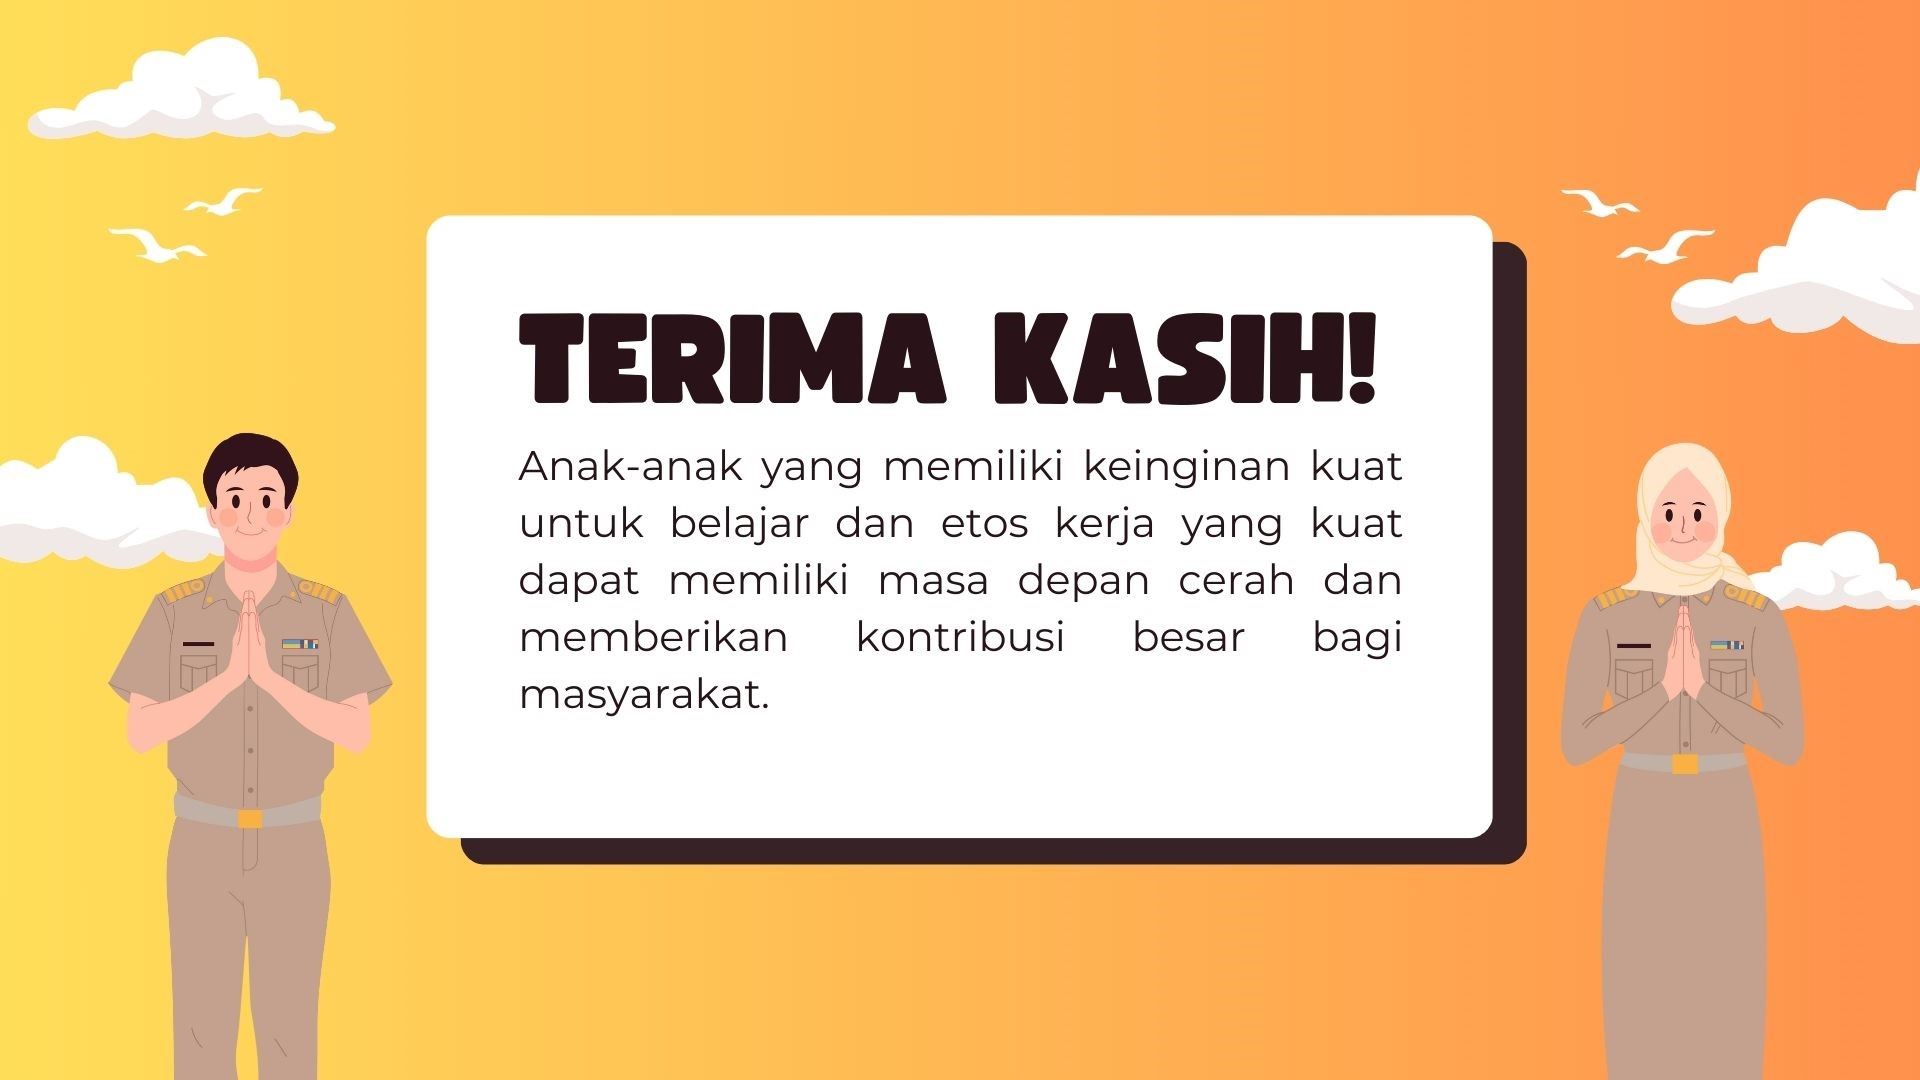 TERIMA KASIH!
Anak-anak yang memiliki keinginan kuat
untuk belajar dan etos kerja yang kuat
dapat memiliki masa depan cerah dan
memberikan kontribusi besar bagi
masyarakat.